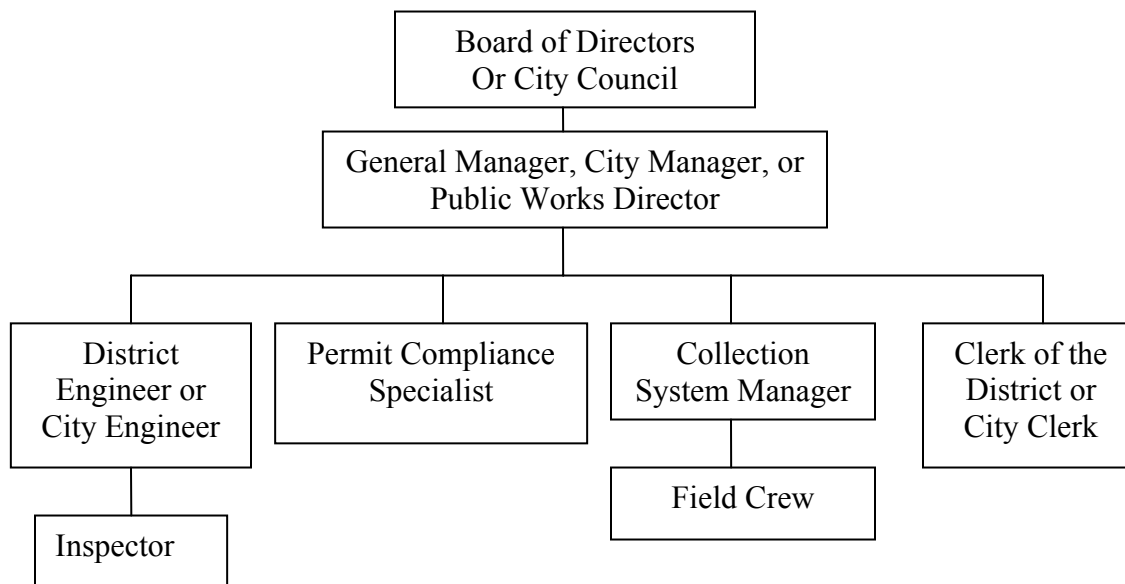 Board of Directors
Or City Council
General Manager, City Manager, or
Public Works Director
District
Engineer or
City Engineer
Permit Compliance
Specialist
Collection
System Manager
Clerk of the
District or
City Clerk
Field Crew
Inspector